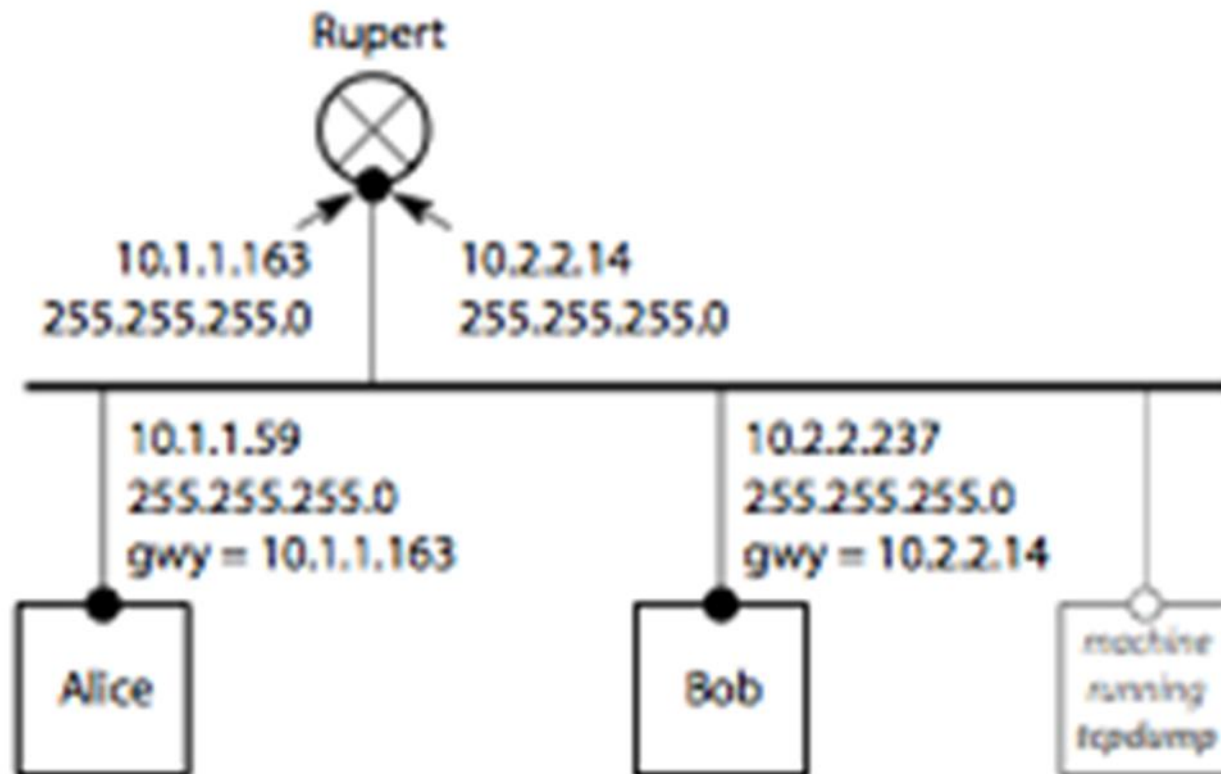 Rupert
10.1.1.163
255.255.255.0
10.2.2.14
255.255.255.0
10.1.1.59
255.255.255.0
gwy = 10.1.1.163
10.2.2.237
255.255.255.0
gwy = 10.2.2.14
Alice
Bob
machine
running
tcpdump